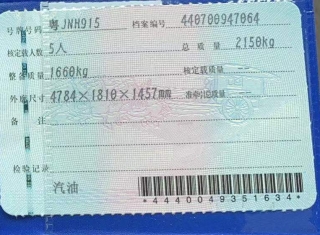 号牌号码 粤JNH915 档案编号 440700947064
核定载人数 5人 总质量 2150kg
整备质量 1660kg 核定载质量 --
外廓尺寸 4784×1810×1457mm 准牵引总质量 --
备注
检验记录
汽油
*4440049351634*